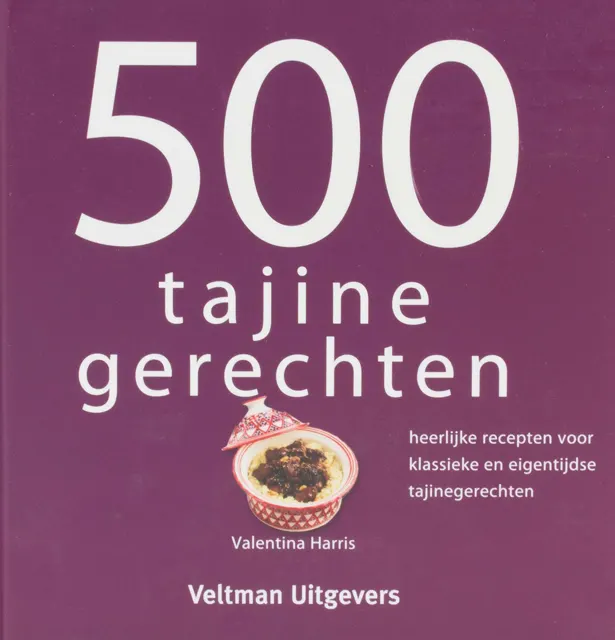 500
tajine
gerechten
heerlijke recepten voor
klassieke en eigentijdse
tajinegerechten
Valentina Harris
Veltman Uitgevers